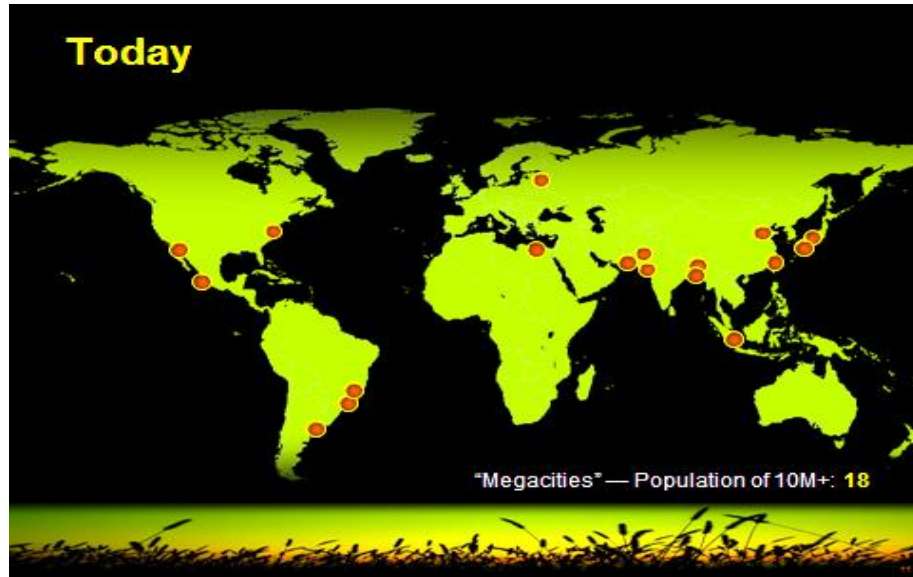 Today
“Megacities” — Population of 10M+: 18